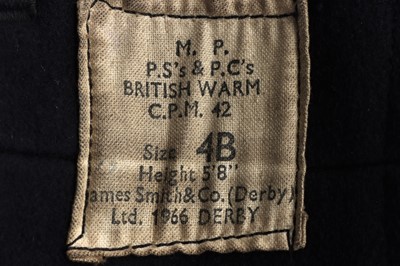 M. P.
P.S's & P.C's
BRITISH WARM
C.P.M. 42
Size 4B
Height 5'8"
James Smith & Co. (Derby)
Ltd. 1966 DERBY